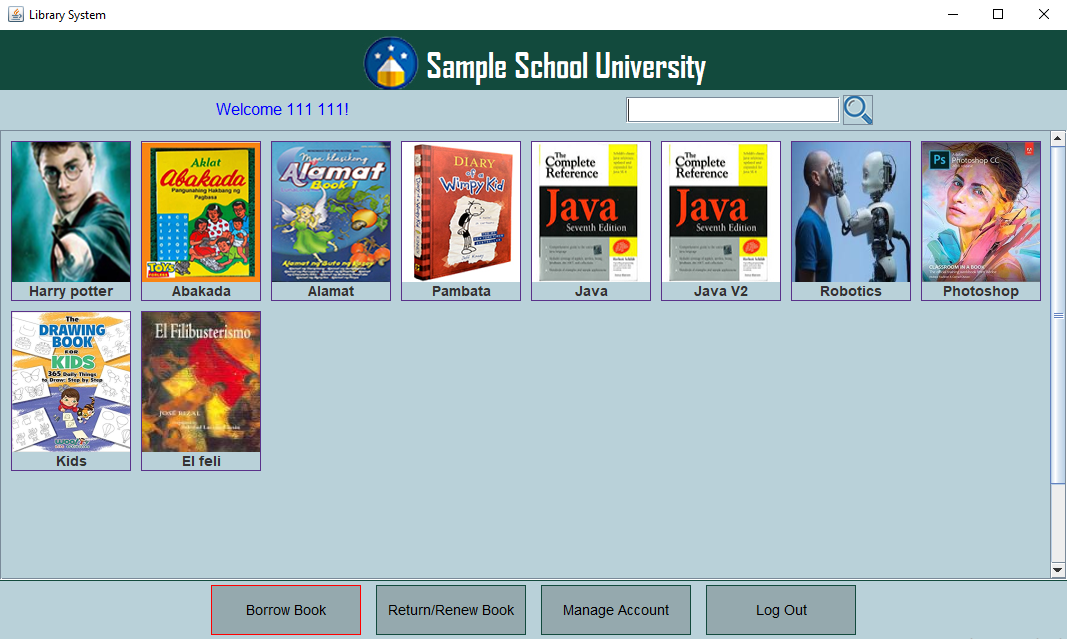 Library System
Sample School University
Welcome 111 111!
Harry potter
Aklat
Abakada
Pangunahing Hakbang ng
Pagbasa
Abakada
Mga klasikong
Alamat
Book 1
Alamat
DIARY
of a
Wimpy Kid
Pambata
The
Complete
Reference
Java
Seventh Edition
Java
The
Complete
Reference
Java
Seventh Edition
Java V2
Robotics
Ps
Photoshop CC
CLASSROOM IN A BOOK
Photoshop
The
DRAWING
BOOK
FOR
KIDS
365 Daily Things
to Draw, Step by Step
Kids
El Filibusterismo
JOSÉ RIZAL
El feli
Borrow Book
Return/Renew Book
Manage Account
Log Out